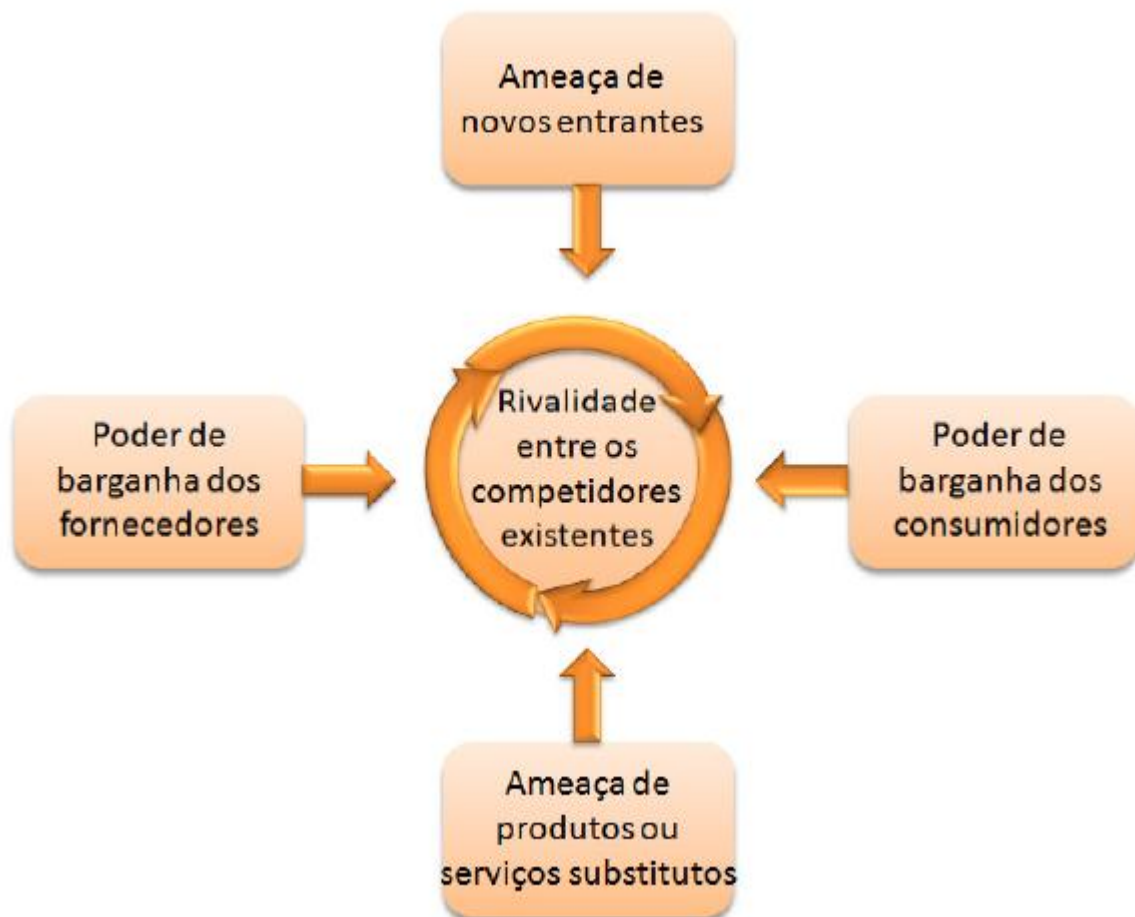 Ameaça de
novos entrantes
Poder de
barganha dos
fornecedores
Rivalidade
entre os
competidores
existentes
Poder de
barganha dos
consumidores
Ameaça de
produtos ou
serviços substitutos